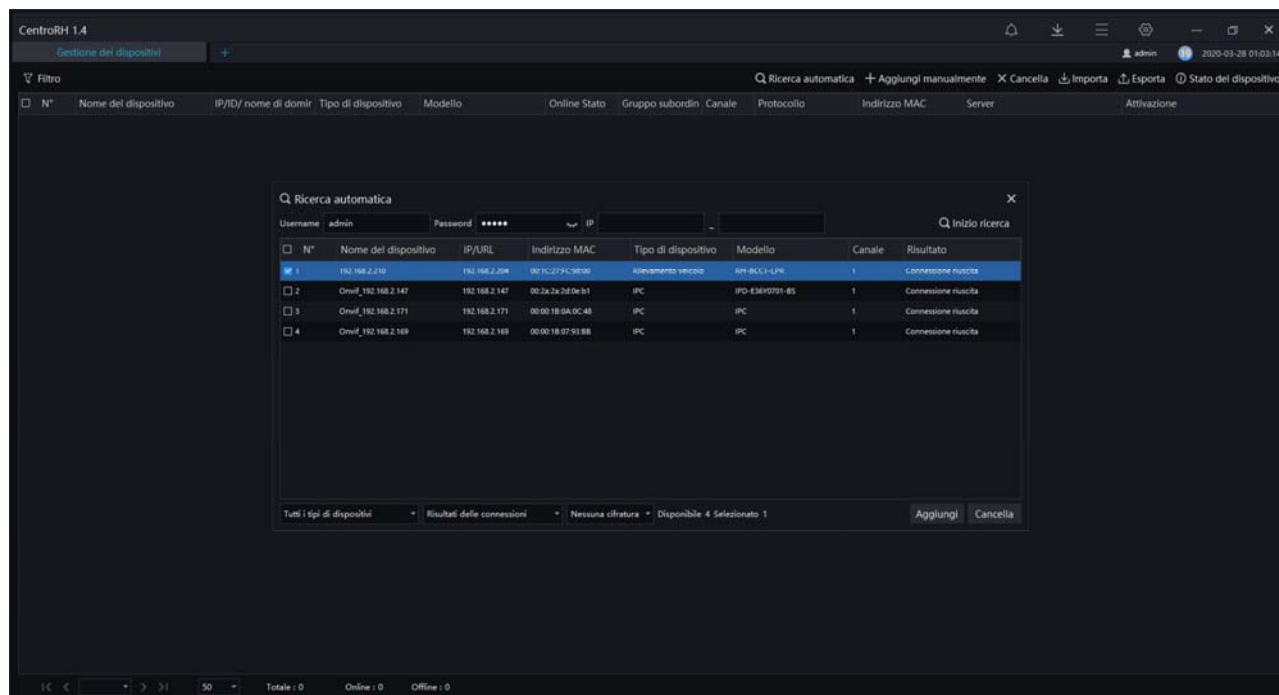 CentroRH 1.4
Gestione dei dispositivi +
admin 2020-03-28 01:03:14
Filtro Ricerca automatica Aggiungi manualmente Cancella Importa Esporta Stato del dispositivo
N° Nome del dispositivo IP/ID/ nome di domir Tipo di dispositivo Modello Online Stato Gruppo subordin Canale Protocollo Indirizzo MAC Server Attivazione
Ricerca automatica
Username admin Password ••••• IP - Inizio ricerca
N° Nome del dispositivo IP/URL Indirizzo MAC Tipo di dispositivo Modello Canale Risultato
1 192.168.2.210 192.168.2.204 00:1C:27:FC:98:00 Rilevamento veicolo RH-BCC1-LPR 1 Connessione riuscita
2 Onvif_192.168.2.147 192.168.2.147 00:2a:2a:2d:0e:b1 IPC IPD-E36Y0701-BS 1 Connessione riuscita
3 Onvif_192.168.2.171 192.168.2.171 00:00:1B:0A:0C:48 IPC IPC 1 Connessione riuscita
4 Onvif_192.168.2.169 192.168.2.169 00:00:1B:07:93:BB IPC IPC 1 Connessione riuscita
Tutti i tipi di dispositivi Risultati delle connessioni Nessuna cifratura Disponibile 4 Selezionato 1 Aggiungi Cancella
50 Totale : 0 Online : 0 Offline : 0